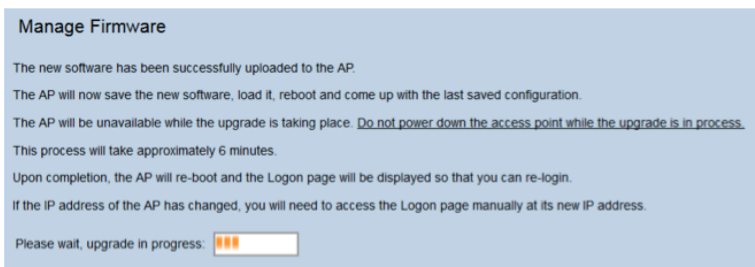 Manage Firmware
The new software has been successfully uploaded to the AP.
The AP will now save the new software, load it, reboot and come up with the last saved configuration.
The AP will be unavailable while the upgrade is taking place. Do not power down the access point while the upgrade is in process.
This process will take approximately 6 minutes.
Upon completion, the AP will re-boot and the Logon page will be displayed so that you can re-login.
If the IP address of the AP has changed, you will need to access the Logon page manually at its new IP address.
Please wait, upgrade in progress: